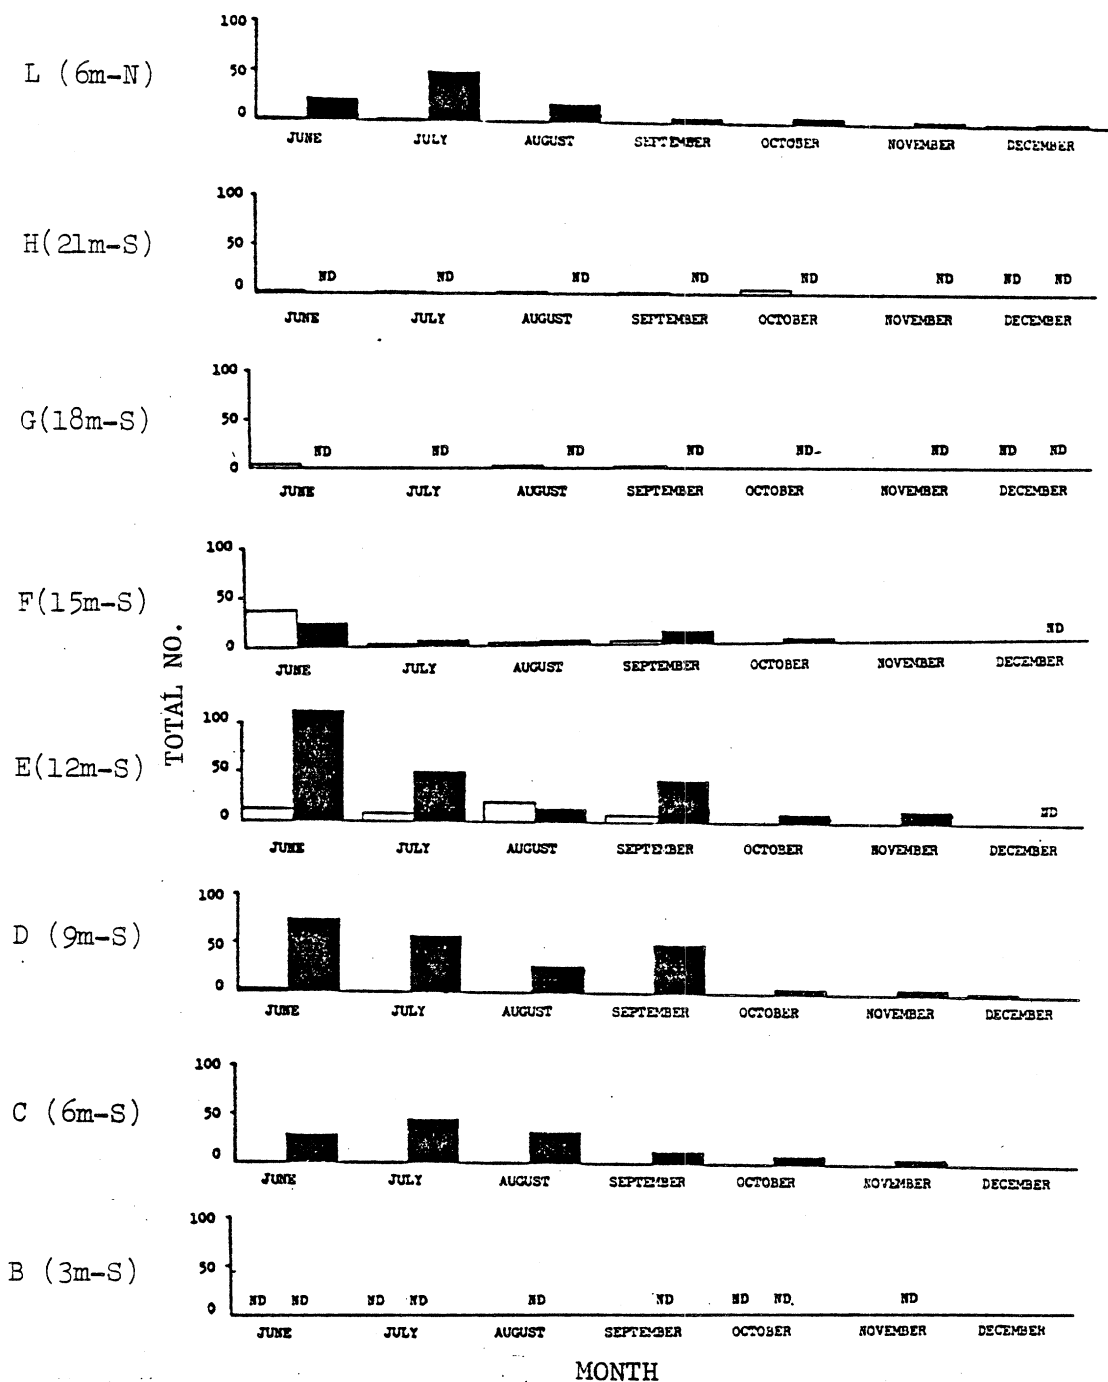 L (6m-N)
100
50
0
JUNE JULY AUGUST SEPTEMBER OCTOBER NOVEMBER DECEMBER
H(21m-S)
100
50
0
ND ND ND ND ND ND ND ND
JUNE JULY AUGUST SEPTEMBER OCTOBER NOVEMBER DECEMBER
G(18m-S)
100
50
0
ND ND ND ND ND ND ND ND
JUNE JULY AUGUST SEPTEMBER OCTOBER NOVEMBER DECEMBER
F(15m-S)
100
50
0
ND
JUNE JULY AUGUST SEPTEMBER OCTOBER NOVEMBER DECEMBER
TOTAL NO.
E(12m-S)
100
50
0
ND
JUNE JULY AUGUST SEPTEMBER OCTOBER NOVEMBER DECEMBER
D (9m-S)
100
50
0
JUNE JULY AUGUST SEPTEMBER OCTOBER NOVEMBER DECEMBER
C (6m-S)
100
50
0
JUNE JULY AUGUST SEPTEMBER OCTOBER NOVEMBER DECEMBER
B (3m-S)
100
50
0
ND ND ND ND ND ND ND ND ND
JUNE JULY AUGUST SEPTEMBER OCTOBER NOVEMBER DECEMBER
MONTH